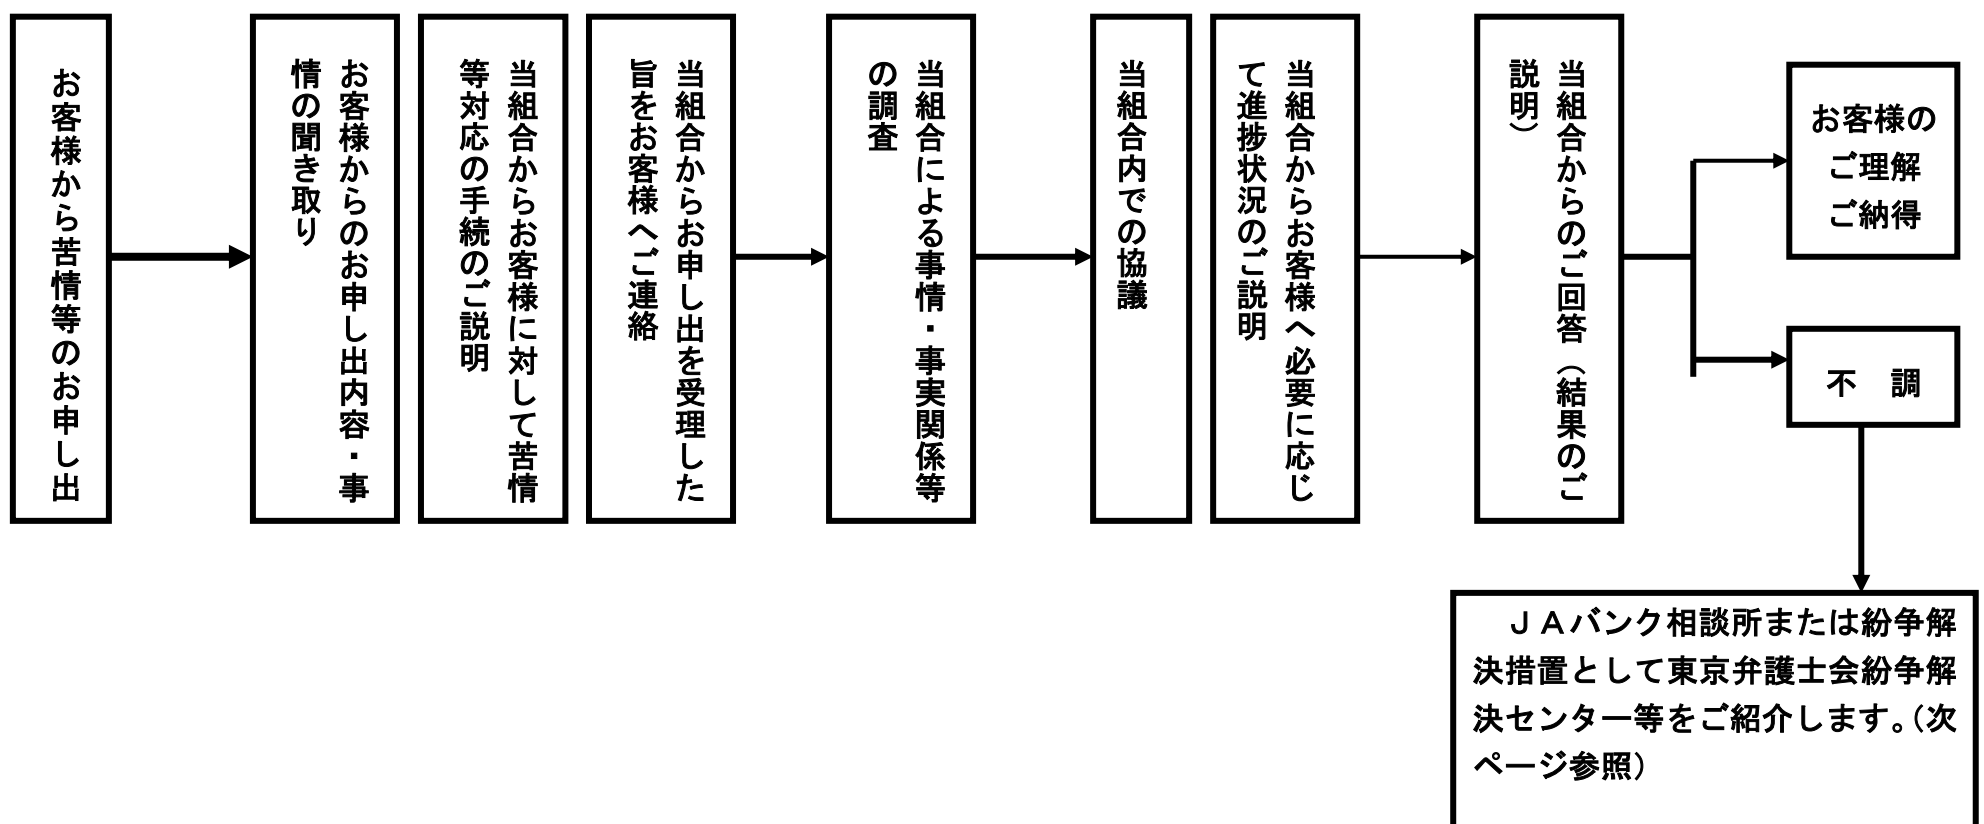 お客様から苦情等のお申し出
お客様からのお申し出内容・事
情の聞き取り
当組合からお客様に対して苦情
等対応の手続のご説明
当組合からお申し出を受理した
旨をお客様へご連絡
当組合による事情・事実関係等
の調査
当組合内での協議
当組合からお客様へ必要に応じ
て進捗状況のご説明
当組合からのご回答（結果のご
説明）
お客様の
ご理解
ご納得
不　調
ＪＡバンク相談所または紛争解
決措置として東京弁護士会紛争解
決センター等をご紹介します。（次
ページ参照）